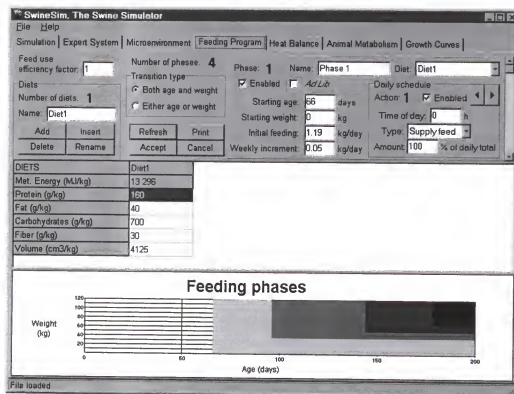 SwineSim, The Swine Simulator
File Help
Simulation Expert System Microenvironment Feeding Program Heat Balance Animal Metabolism Growth Curves
Feed use
efficiency factor: 1
Diets
Number of diets: 1
Name: Diet1
Add Insert
Delete Rename
Number of phases: 4
Transition type
Both age and weight
Either age or weight
Refresh Print
Accept Cancel
Phase: 1 Name: Phase 1 Diet: Diet1
Enabled Ad Lib
Starting age: 66 days
Starting weight: 0 kg
Initial feeding: 1.19 kg/day
Weekly increment: 0.05 kg/day
Daily schedule
Action: 1 Enabled
Time of day: 0 h
Type: Supply feed
Amount: 100 % of daily total
DIETS Diet1
Met. Energy (MJ/kg) 13 296
Protein (g/kg) 160
Fat (g/kg) 40
Carbohydrates (g/kg) 700
Fiber (g/kg) 30
Volume (cm3/kg) 4125
Feeding phases
Weight
(kg)
120
100
80
60
40
20
0 50 100 150 200
Age (days)
File loaded